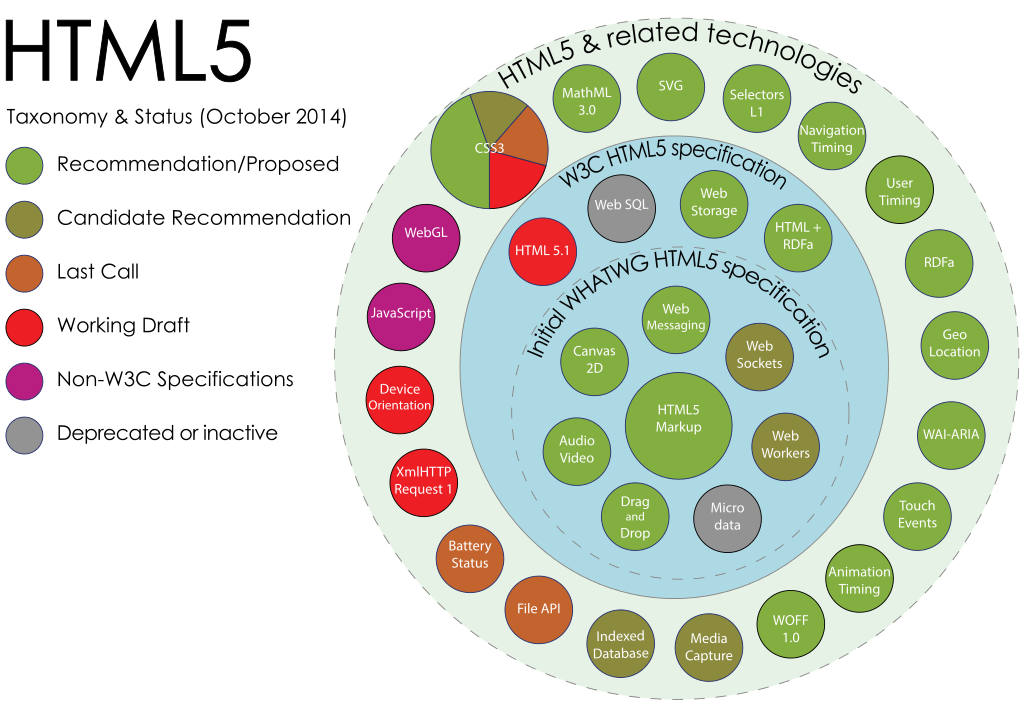 HTML5
Taxonomy & Status (October 2014)
Recommendation/Proposed
Candidate Recommendation
Last Call
Working Draft
Non-W3C Specifications
Deprecated or inactive
HTML5 & related technologies
CSS3
MathML
3.0
SVG
Selectors
L1
Navigation
Timing
User
Timing
RDFa
Geo
Location
WAI-ARIA
Touch
Events
Animation
Timing
WOFF
1.0
Media
Capture
Indexed
Database
File API
Battery
Status
XmlHTTP
Request 1
Device
Orientation
JavaScript
WebGL
W3C HTML5 specification
HTML 5.1
Web SQL
Web
Storage
HTML +
RDFa
Initial WHATWG HTML5 specification
Web
Messaging
Web
Sockets
Web
Workers
Micro
data
Drag
and
Drop
Audio
Video
Canvas
2D
HTML5
Markup